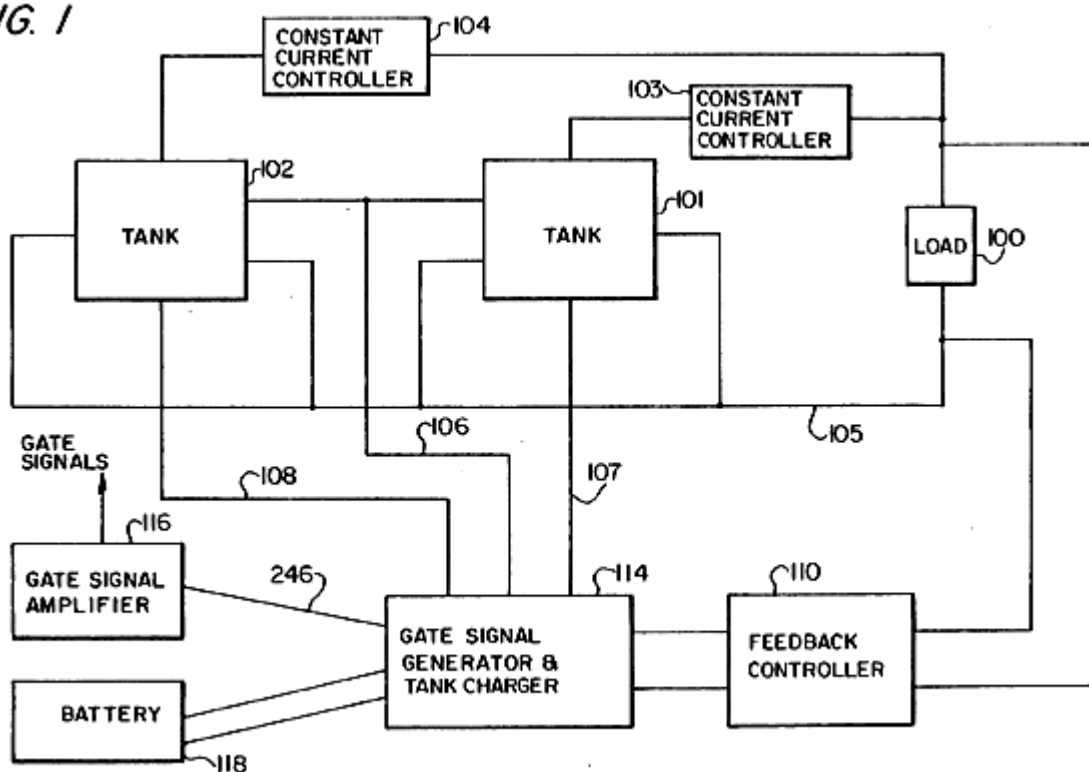 IG. 1
CONSTANT
CURRENT
CONTROLLER
104
103
CONSTANT
CURRENT
CONTROLLER
102
TANK
101
TANK
LOAD
100
105
106
107
108
GATE
SIGNALS
116
GATE SIGNAL
AMPLIFIER
246
114
GATE SIGNAL
GENERATOR &
TANK CHARGER
110
FEEDBACK
CONTROLLER
BATTERY
118